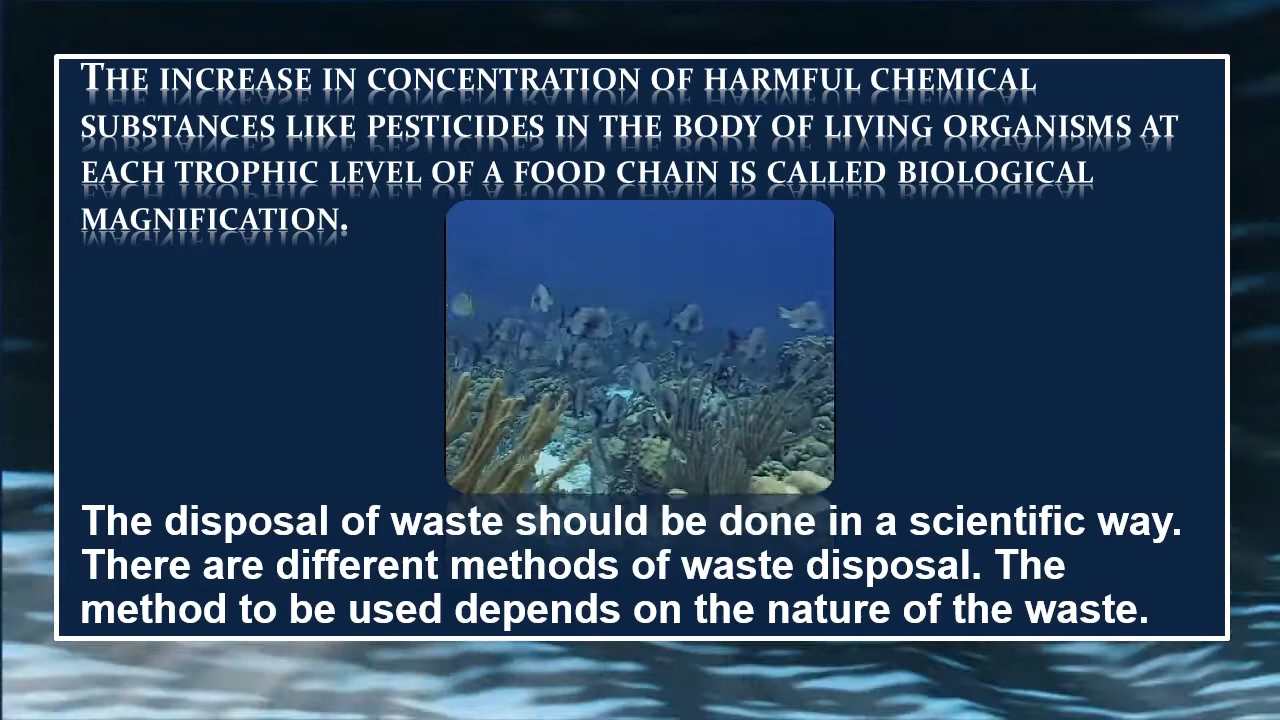 The increase in concentration of harmful chemical
substances like pesticides in the body of living organisms at
each trophic level of a food chain is called biological
magnification.
The disposal of waste should be done in a scientific way.
There are different methods of waste disposal. The
method to be used depends on the nature of the waste.